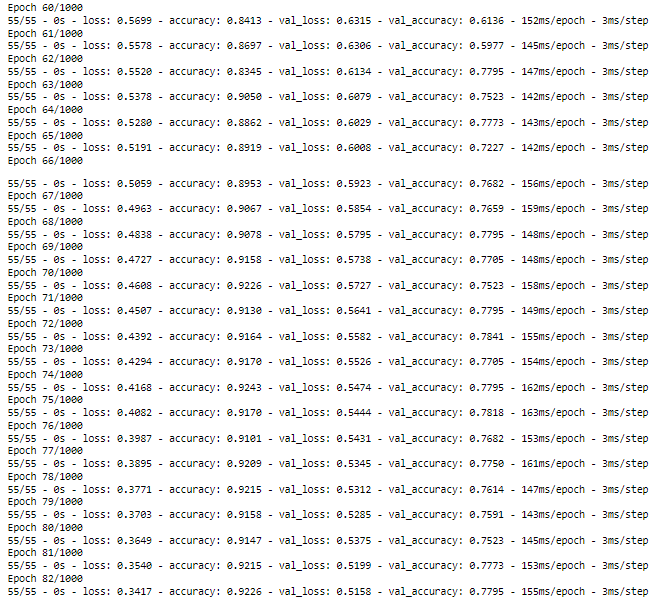 Epoch 60/1000
55/55 - 0s - loss: 0.5699 - accuracy: 0.8413 - val_loss: 0.6315 - val_accuracy: 0.6136 - 152ms/epoch - 3ms/step
Epoch 61/1000
55/55 - 0s - loss: 0.5578 - accuracy: 0.8697 - val_loss: 0.6306 - val_accuracy: 0.5977 - 145ms/epoch - 3ms/step
Epoch 62/1000
55/55 - 0s - loss: 0.5520 - accuracy: 0.8345 - val_loss: 0.6134 - val_accuracy: 0.7795 - 147ms/epoch - 3ms/step
Epoch 63/1000
55/55 - 0s - loss: 0.5378 - accuracy: 0.9050 - val_loss: 0.6079 - val_accuracy: 0.7523 - 142ms/epoch - 3ms/step
Epoch 64/1000
55/55 - 0s - loss: 0.5280 - accuracy: 0.8862 - val_loss: 0.6029 - val_accuracy: 0.7773 - 143ms/epoch - 3ms/step
Epoch 65/1000
55/55 - 0s - loss: 0.5191 - accuracy: 0.8919 - val_loss: 0.6008 - val_accuracy: 0.7227 - 142ms/epoch - 3ms/step
Epoch 66/1000
55/55 - 0s - loss: 0.5059 - accuracy: 0.8953 - val_loss: 0.5923 - val_accuracy: 0.7682 - 156ms/epoch - 3ms/step
Epoch 67/1000
55/55 - 0s - loss: 0.4963 - accuracy: 0.9067 - val_loss: 0.5854 - val_accuracy: 0.7659 - 159ms/epoch - 3ms/step
Epoch 68/1000
55/55 - 0s - loss: 0.4838 - accuracy: 0.9078 - val_loss: 0.5795 - val_accuracy: 0.7795 - 148ms/epoch - 3ms/step
Epoch 69/1000
55/55 - 0s - loss: 0.4727 - accuracy: 0.9158 - val_loss: 0.5738 - val_accuracy: 0.7705 - 148ms/epoch - 3ms/step
Epoch 70/1000
55/55 - 0s - loss: 0.4608 - accuracy: 0.9226 - val_loss: 0.5727 - val_accuracy: 0.7523 - 158ms/epoch - 3ms/step
Epoch 71/1000
55/55 - 0s - loss: 0.4507 - accuracy: 0.9130 - val_loss: 0.5641 - val_accuracy: 0.7795 - 149ms/epoch - 3ms/step
Epoch 72/1000
55/55 - 0s - loss: 0.4392 - accuracy: 0.9164 - val_loss: 0.5582 - val_accuracy: 0.7841 - 155ms/epoch - 3ms/step
Epoch 73/1000
55/55 - 0s - loss: 0.4294 - accuracy: 0.9170 - val_loss: 0.5526 - val_accuracy: 0.7705 - 154ms/epoch - 3ms/step
Epoch 74/1000
55/55 - 0s - loss: 0.4168 - accuracy: 0.9243 - val_loss: 0.5474 - val_accuracy: 0.7795 - 162ms/epoch - 3ms/step
Epoch 75/1000
55/55 - 0s - loss: 0.4082 - accuracy: 0.9170 - val_loss: 0.5444 - val_accuracy: 0.7818 - 163ms/epoch - 3ms/step
Epoch 76/1000
55/55 - 0s - loss: 0.3987 - accuracy: 0.9101 - val_loss: 0.5431 - val_accuracy: 0.7682 - 153ms/epoch - 3ms/step
Epoch 77/1000
55/55 - 0s - loss: 0.3895 - accuracy: 0.9209 - val_loss: 0.5345 - val_accuracy: 0.7750 - 161ms/epoch - 3ms/step
Epoch 78/1000
55/55 - 0s - loss: 0.3771 - accuracy: 0.9215 - val_loss: 0.5312 - val_accuracy: 0.7614 - 147ms/epoch - 3ms/step
Epoch 79/1000
55/55 - 0s - loss: 0.3703 - accuracy: 0.9158 - val_loss: 0.5285 - val_accuracy: 0.7591 - 143ms/epoch - 3ms/step
Epoch 80/1000
55/55 - 0s - loss: 0.3649 - accuracy: 0.9147 - val_loss: 0.5375 - val_accuracy: 0.7523 - 145ms/epoch - 3ms/step
Epoch 81/1000
55/55 - 0s - loss: 0.3540 - accuracy: 0.9215 - val_loss: 0.5199 - val_accuracy: 0.7773 - 153ms/epoch - 3ms/step
Epoch 82/1000
55/55 - 0s - loss: 0.3417 - accuracy: 0.9226 - val_loss: 0.5158 - val_accuracy: 0.7795 - 155ms/epoch - 3ms/step